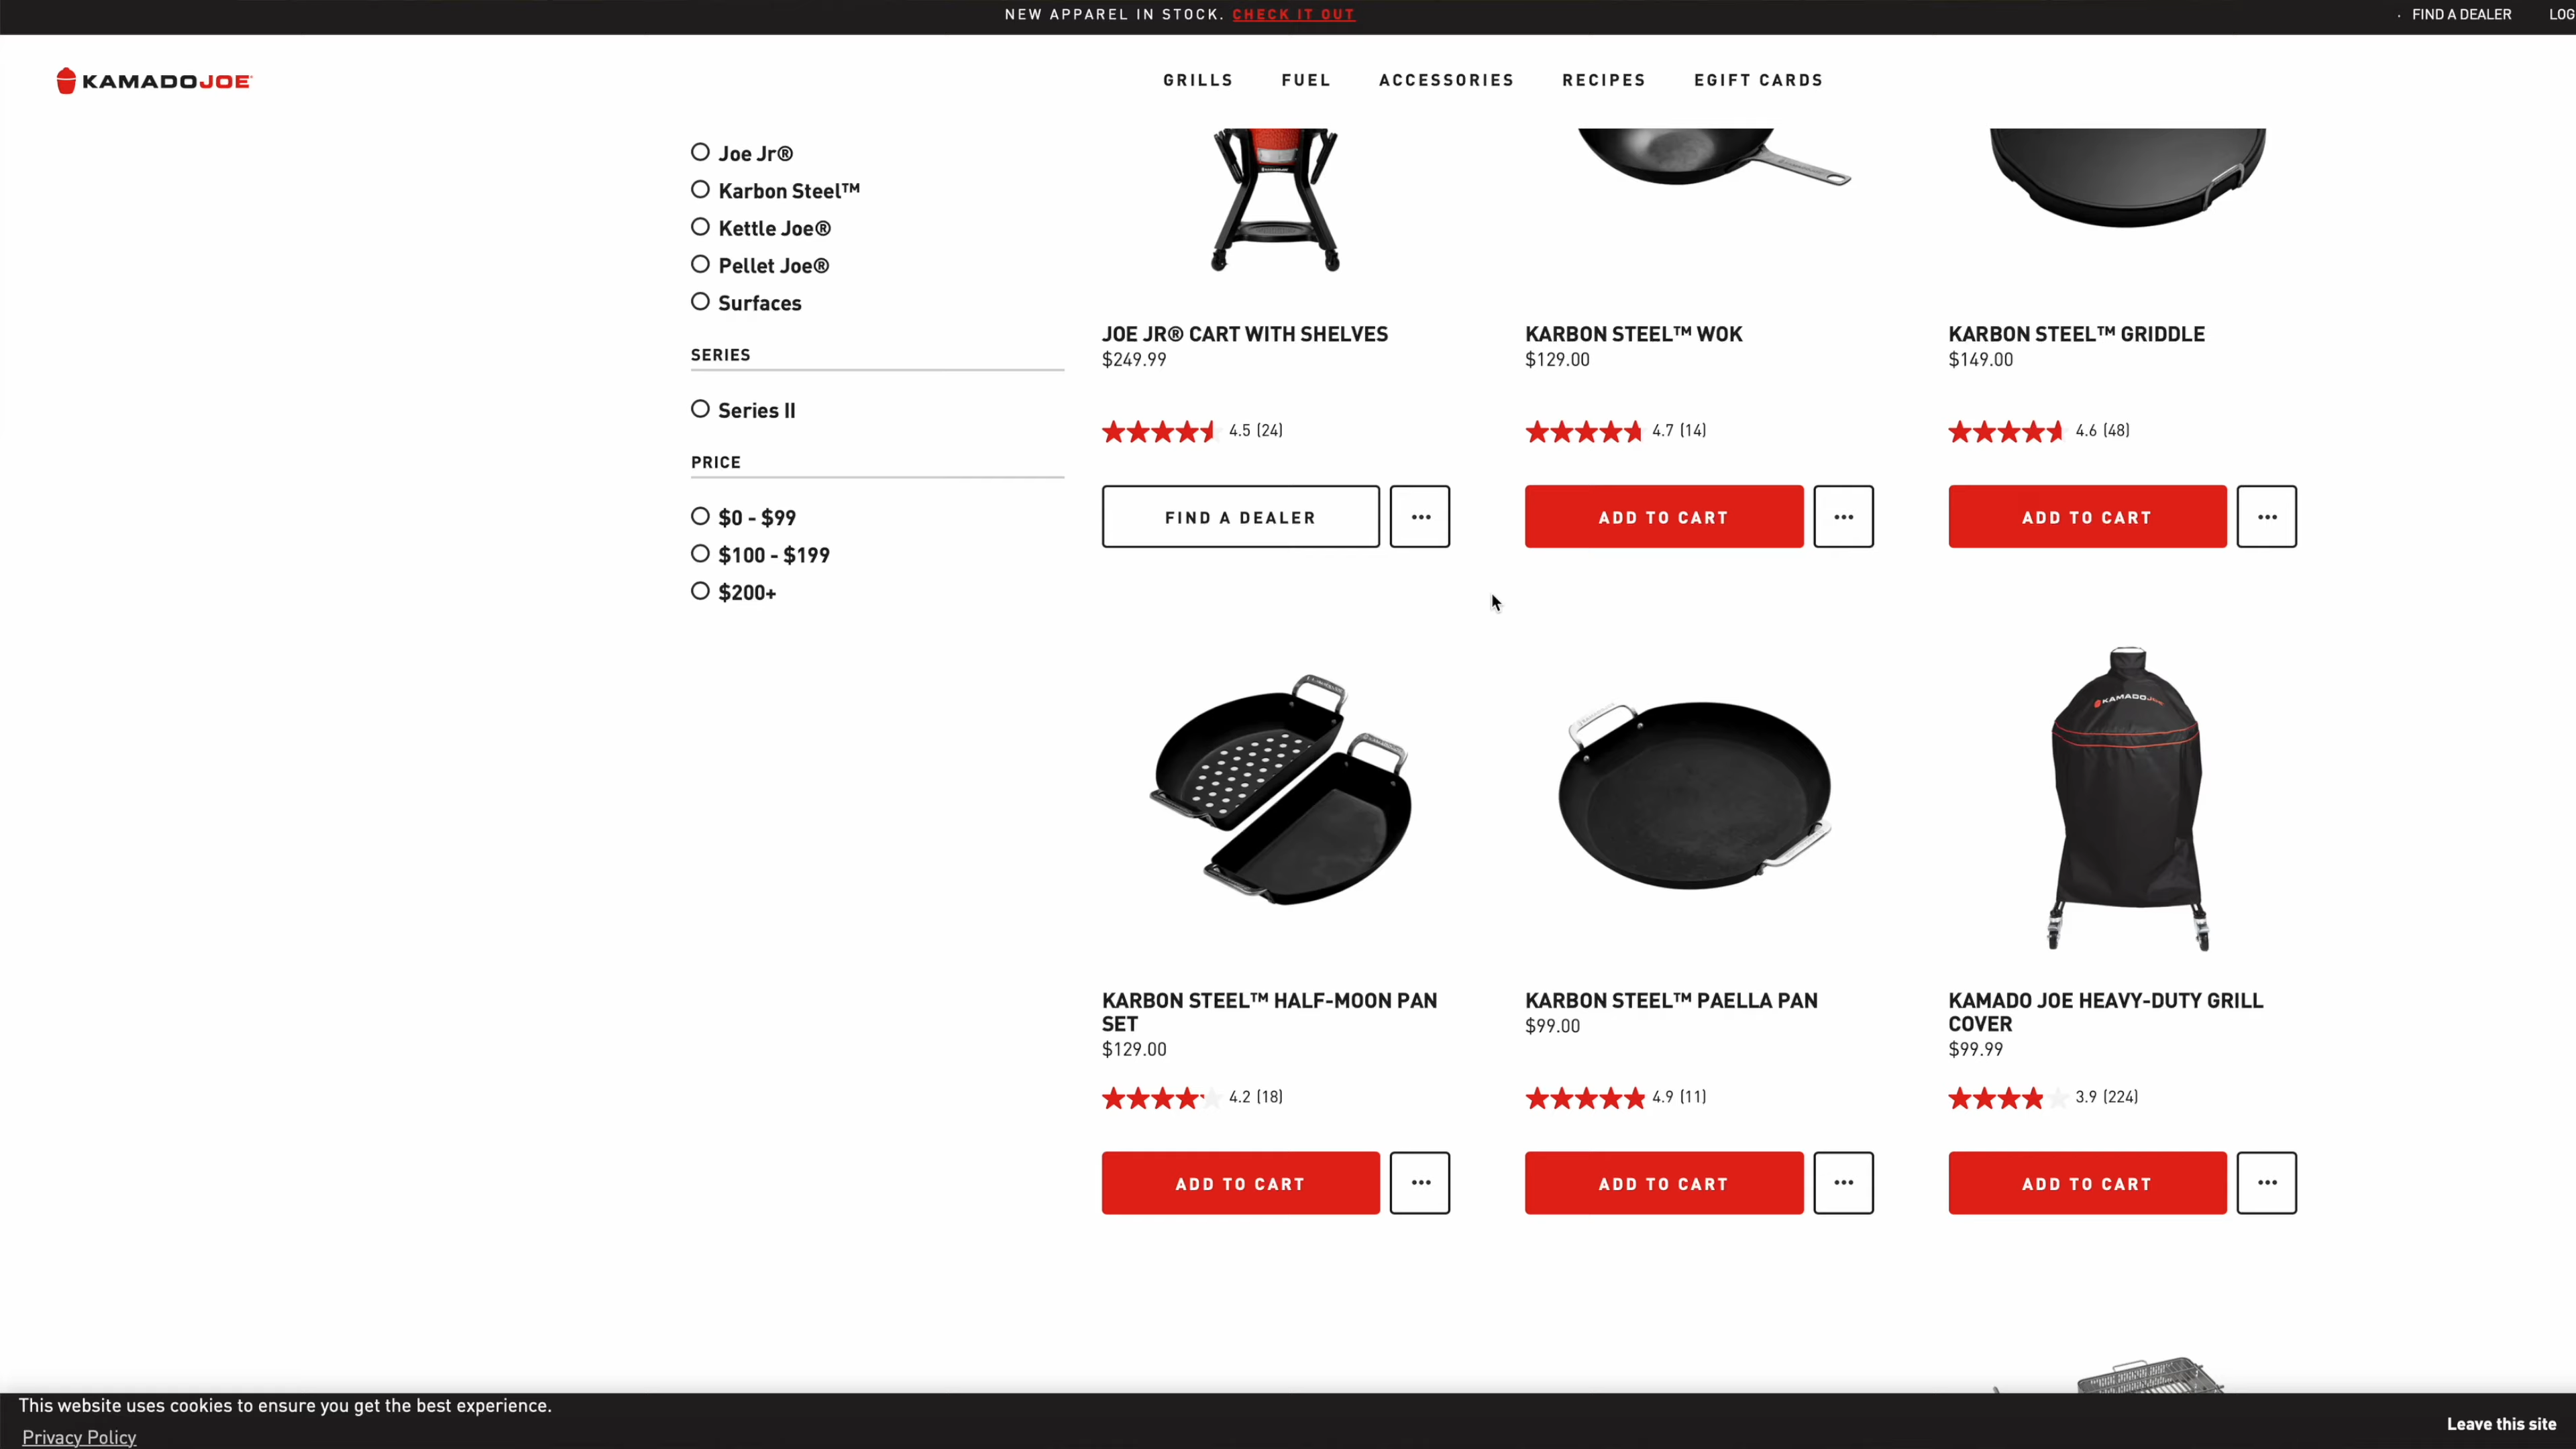 NEW APPAREL IN STOCK. CHECK IT OUT
FIND A DEALER
LOG
KAMADOJOE
GRILLS FUEL ACCESSORIES RECIPES EGIFT CARDS
Joe Jr®
Karbon Steel™
Kettle Joe®
Pellet Joe®
Surfaces
SERIES
Series II
PRICE
$0 - $99
$100 - $199
$200+
JOE JR® CART WITH SHELVES
$249.99
4.5 (24)
FIND A DEALER
KARBON STEEL™ WOK
$129.00
4.7 (14)
ADD TO CART
KARBON STEEL™ GRIDDLE
$149.00
4.6 (48)
ADD TO CART
KARBON STEEL™ HALF-MOON PAN
SET
$129.00
4.2 (18)
ADD TO CART
KARBON STEEL™ PAELLA PAN
$99.00
4.9 (11)
ADD TO CART
KAMADOJOE
KAMADO JOE HEAVY-DUTY GRILL
COVER
$99.99
3.9 (224)
ADD TO CART
This website uses cookies to ensure you get the best experience.
Privacy Policy
Leave this site